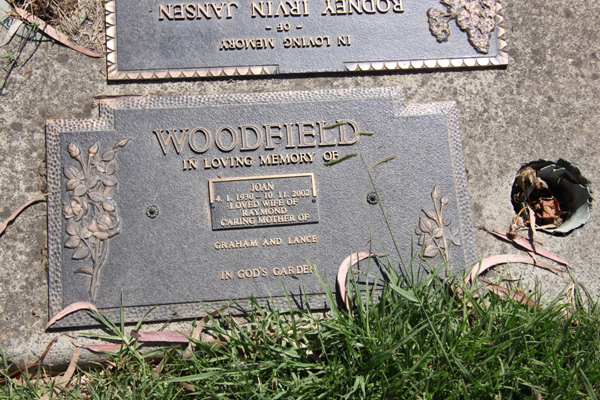 RODNEY IRVIN JANSEN
- OF -
IN LOVING MEMORY
WOODFIELD
IN LOVING MEMORY OF
JOAN
4. 1. 1930 - 10. 11. 2002
LOVED WIFE OF
RAYMOND
CARING MOTHER OF
GRAHAM AND LANCE
IN GOD'S GARDEN